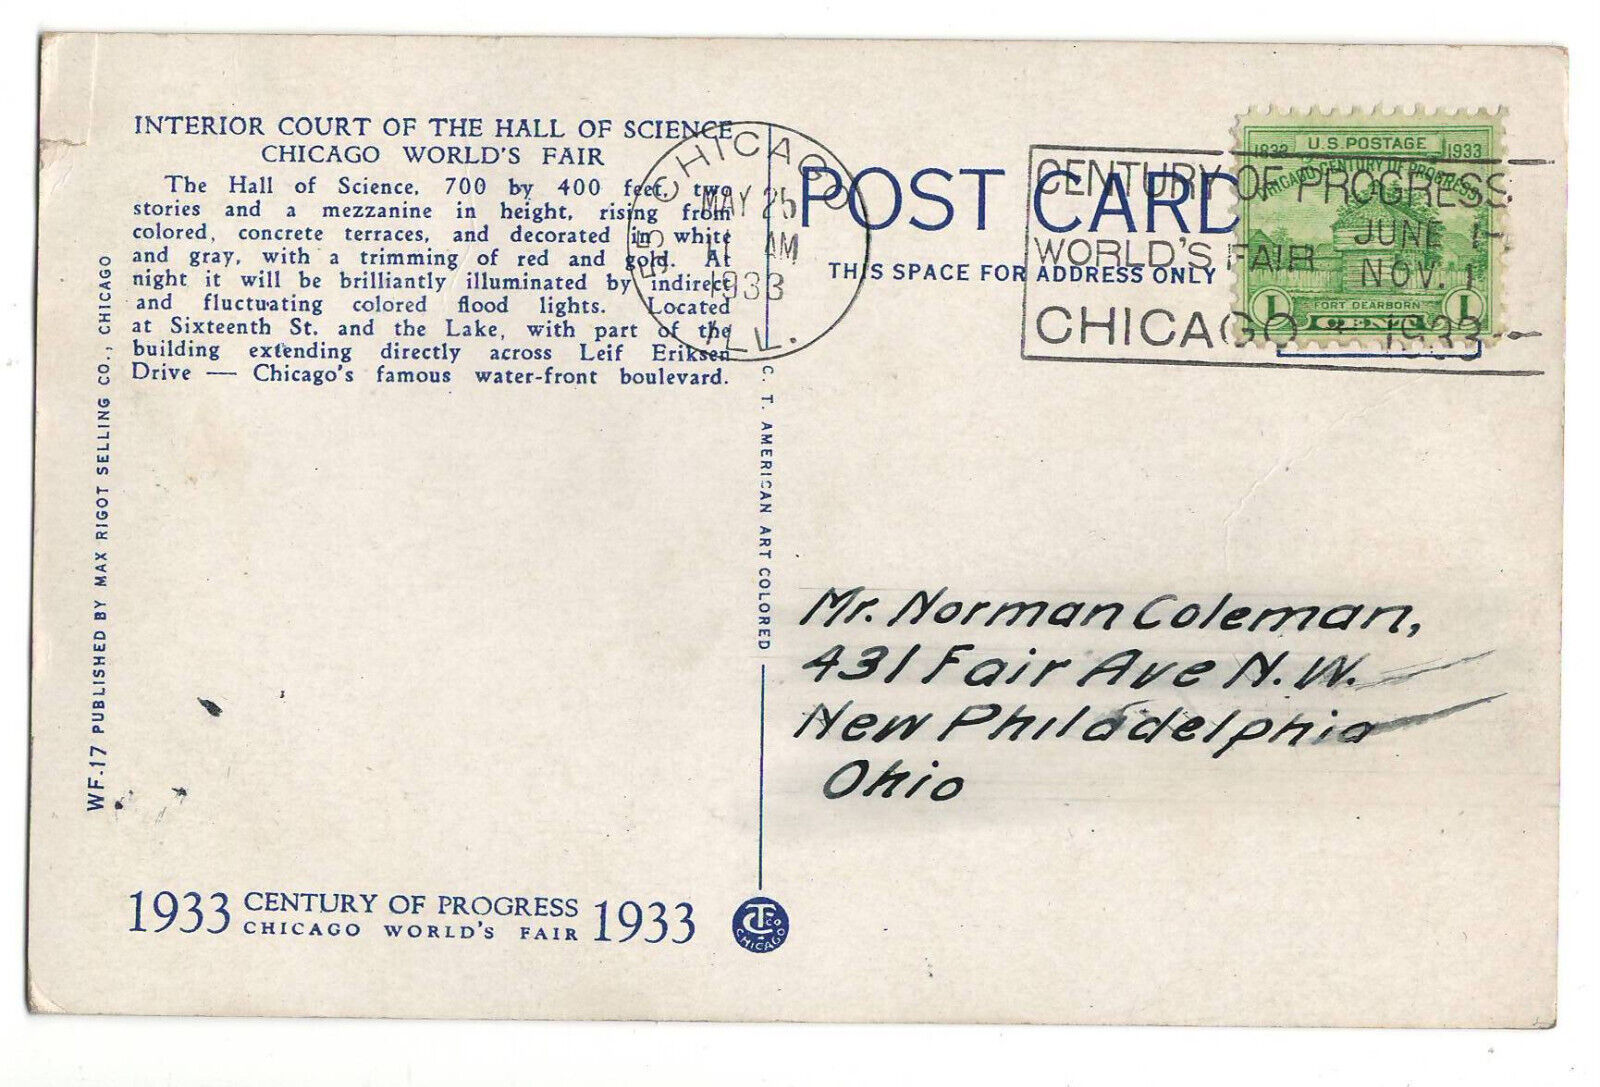 INTERIOR COURT OF THE HALL OF SCIENCE
CHICAGO WORLD'S FAIR
The Hall of Science, 700 by 400 feet, two
stories and a mezzanine in height, rising from
colored, concrete terraces, and decorated in white
and gray, with a trimming of red and gold. At
night it will be brilliantly illuminated by indirect
and fluctuating colored flood lights. Located
at Sixteenth St. and the Lake, with part of the
building extending directly across Leif Eriksen
Drive — Chicago's famous water-front boulevard.
WF-17 PUBLISHED BY MAX RIGOT SELLING CO., CHICAGO
1933 CENTURY OF PROGRESS 1933
CHICAGO WORLD'S FAIR
C. T. AMERICAN ART COLORED
CTCO
CHICAGO
CHICAGO
MAY 25
AM
1933
ILL.
POST CARD
THIS SPACE FOR ADDRESS ONLY
CENTURY OF PROGRESS
WORLD'S FAIR
CHICAGO
JUNE 1-
NOV. 1
1933
U.S. POSTAGE
1833 1933
CHICAGO CENTURY OF PROGRESS
FORT DEARBORN
1 1
Mr. Norman Coleman,
431 Fair Ave N.W.
New Philadelphia
Ohio